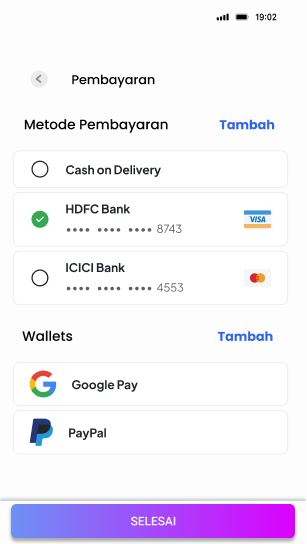 19:02
Pembayaran
Metode Pembayaran Tambah
Cash on Delivery
HDFC Bank
•••• •••• •••• 8743
VISA
ICICI Bank
•••• •••• •••• 4553
Wallets Tambah
Google Pay
PayPal
SELESAI